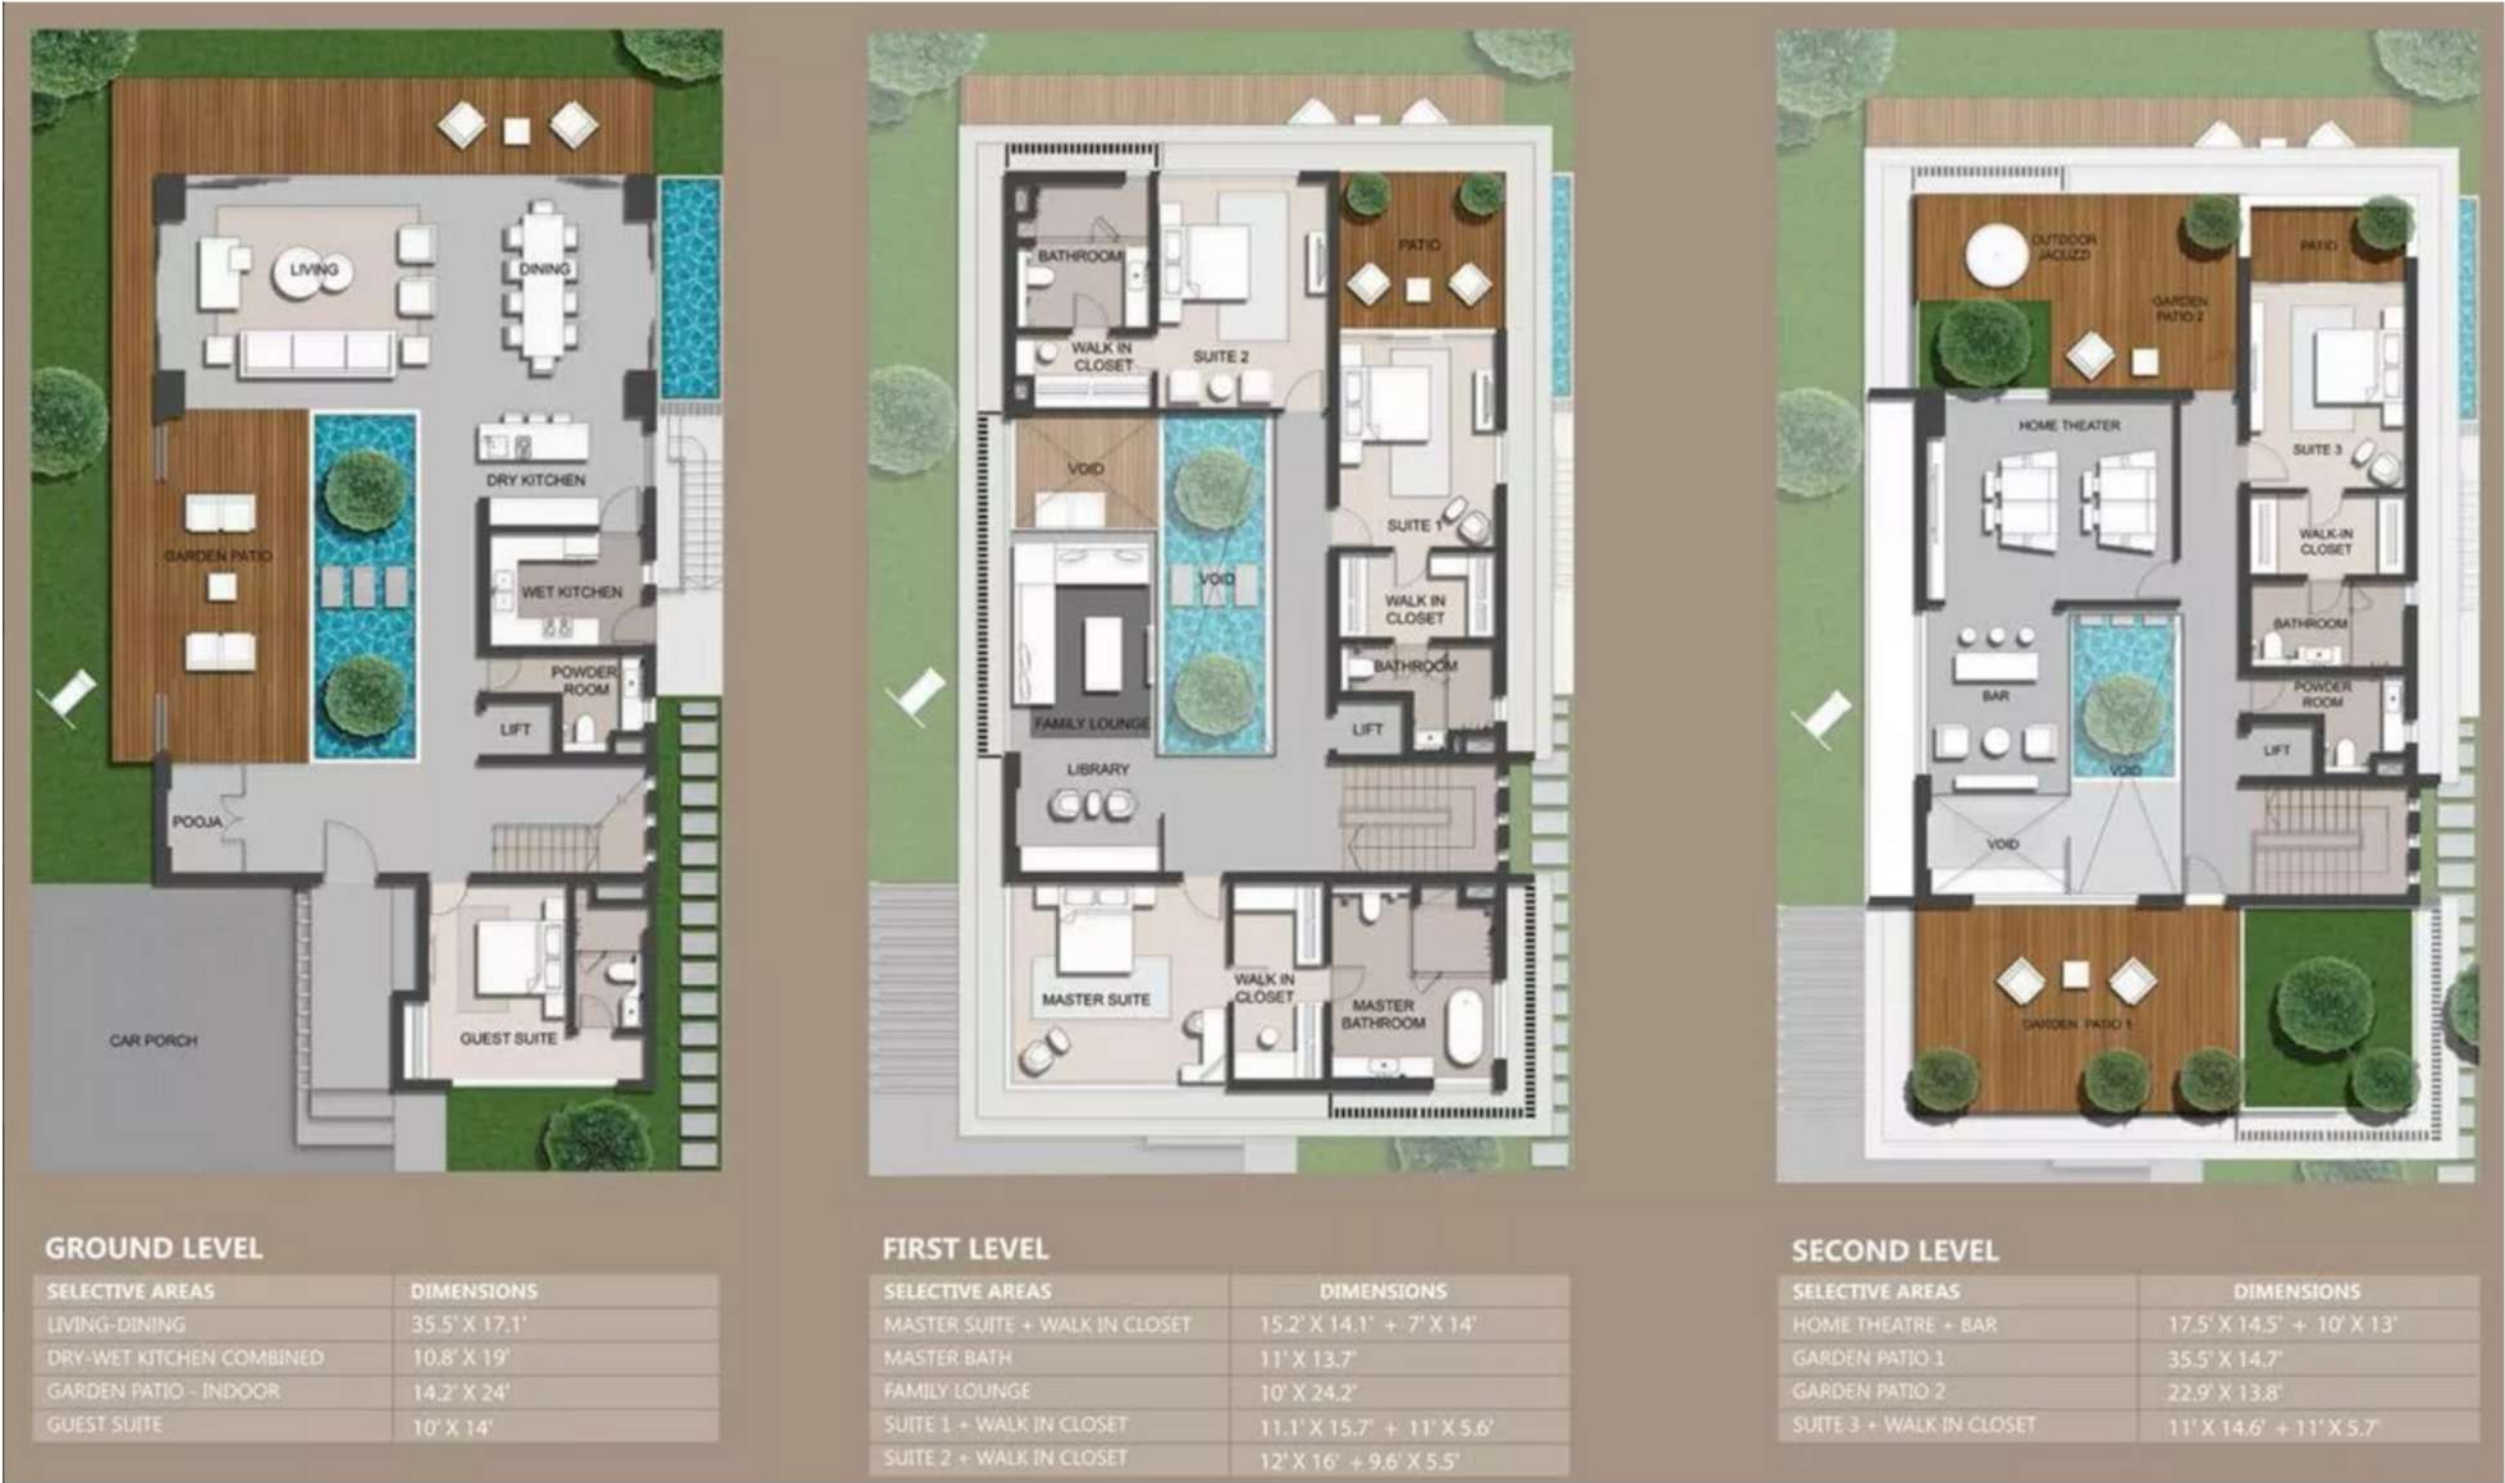 LIVING
DINING
DRY KITCHEN
GARDEN PATIO
WET KITCHEN
POWDER
ROOM
LIFT
POOJA
CAR PORCH
GUEST SUITE
GROUND LEVEL
SELECTIVE AREAS DIMENSIONS
LIVING-DINING 35.5' X 17.1'
DRY-WET KITCHEN COMBINED 10.8' X 19'
GARDEN PATIO - INDOOR 14.2' X 24'
GUEST SUITE 10' X 14'
PATIO
BATHROOM
WALK IN
CLOSET
SUITE 2
VOID
SUITE 1
VOID
WALK IN
CLOSET
BATHROOM
FAMILY LOUNGE
LIFT
LIBRARY
MASTER SUITE
WALK IN
CLOSET
MASTER
BATHROOM
FIRST LEVEL
SELECTIVE AREAS DIMENSIONS
MASTER SUITE + WALK IN CLOSET 15.2' X 14.1' + 7' X 14'
MASTER BATH 11' X 13.7'
FAMILY LOUNGE 10' X 24.2'
SUITE 1 + WALK IN CLOSET 11.1' X 15.7' + 11' X 5.6'
SUITE 2 + WALK IN CLOSET 12' X 16' + 9.6' X 5.5'
OUTDOOR
JACUZZI
PATIO
GARDEN
PATIO 2
HOME THEATER
SUITE 3
WALK-IN
CLOSET
BATHROOM
BAR
POWDER
ROOM
LIFT
VOID
VOID
GARDEN PATIO 1
SECOND LEVEL
SELECTIVE AREAS DIMENSIONS
HOME THEATRE + BAR 17.5' X 14.5' + 10' X 13'
GARDEN PATIO 1 35.5' X 14.7'
GARDEN PATIO 2 22.9' X 13.8'
SUITE 3 + WALK IN CLOSET 11' X 14.6' + 11' X 5.7'